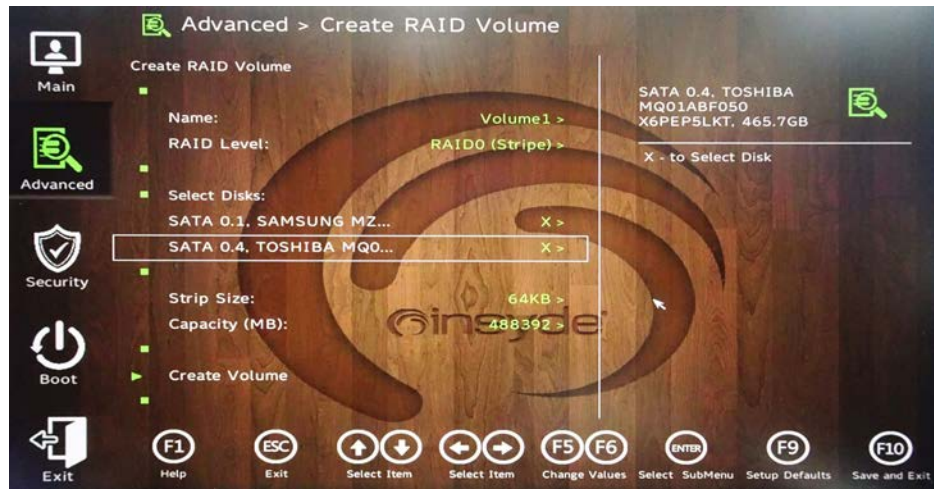 Advanced > Create RAID Volume
Main
Advanced
Security
Boot
Exit
Create RAID Volume
Name: Volume1 >
RAID Level: RAID0 (Stripe) >
Select Disks:
SATA 0.1, SAMSUNG MZ... X >
SATA 0.4, TOSHIBA MQ0... X >
Strip Size: 64KB >
Capacity (MB): 488392 >
Create Volume
SATA 0.4, TOSHIBA
MQ01ABF050
X6PEP5LKT, 465.7GB
X - to Select Disk
insyde
F1 Help
ESC Exit
Select Item
Select Item
F5 F6 Change Values
ENTER Select SubMenu
F9 Setup Defaults
F10 Save and Exit